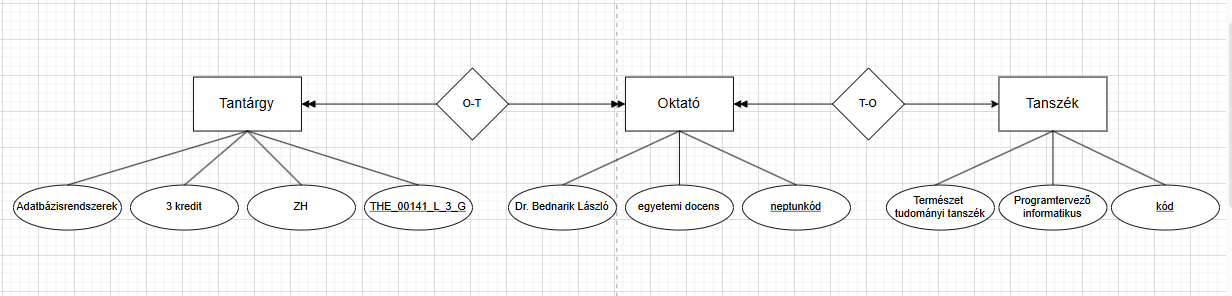 Tantárgy
O-T
Oktató
T-O
Tanszék
Adatbázisrendszerek
3 kredit
ZH
THE_00141_L_3_G
Dr. Bednarik László
egyetemi docens
neptunkód
Természet
tudományi tanszék
Programtervező
informatikus
kód